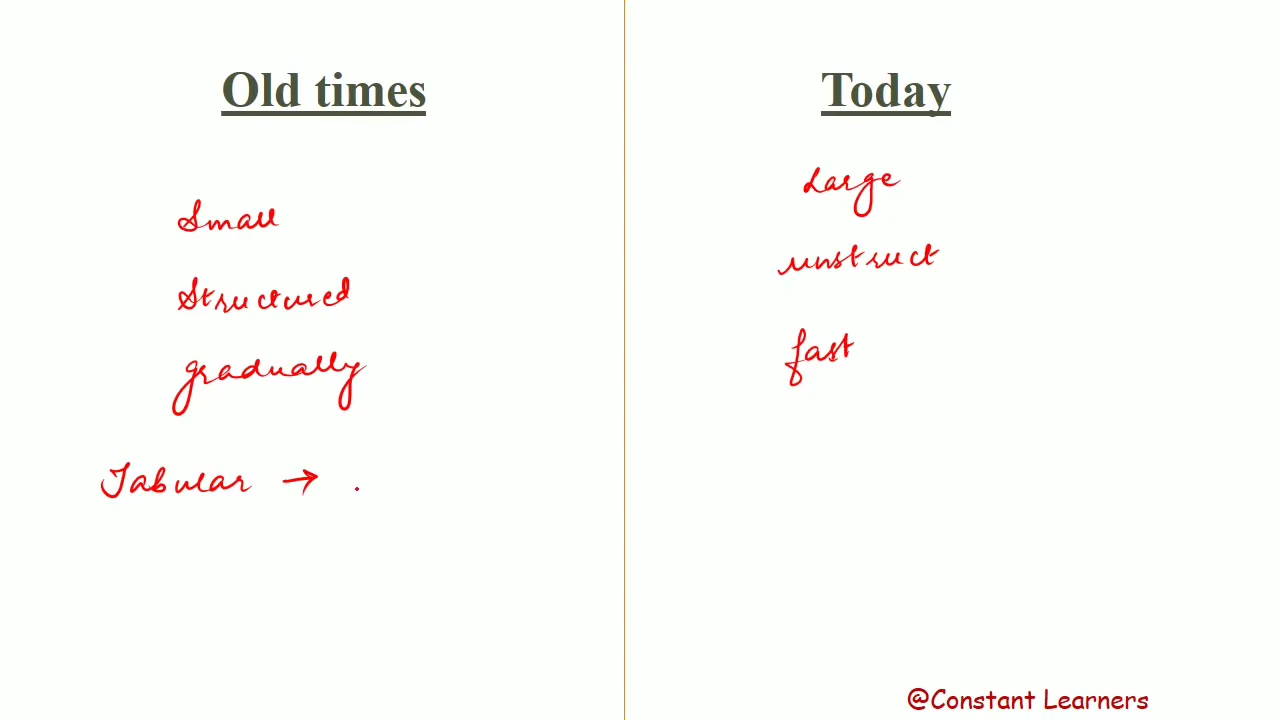 Old times
Small
Structured
gradually
Tabular →
Today
Large
unstruct
fast
@Constant Learners